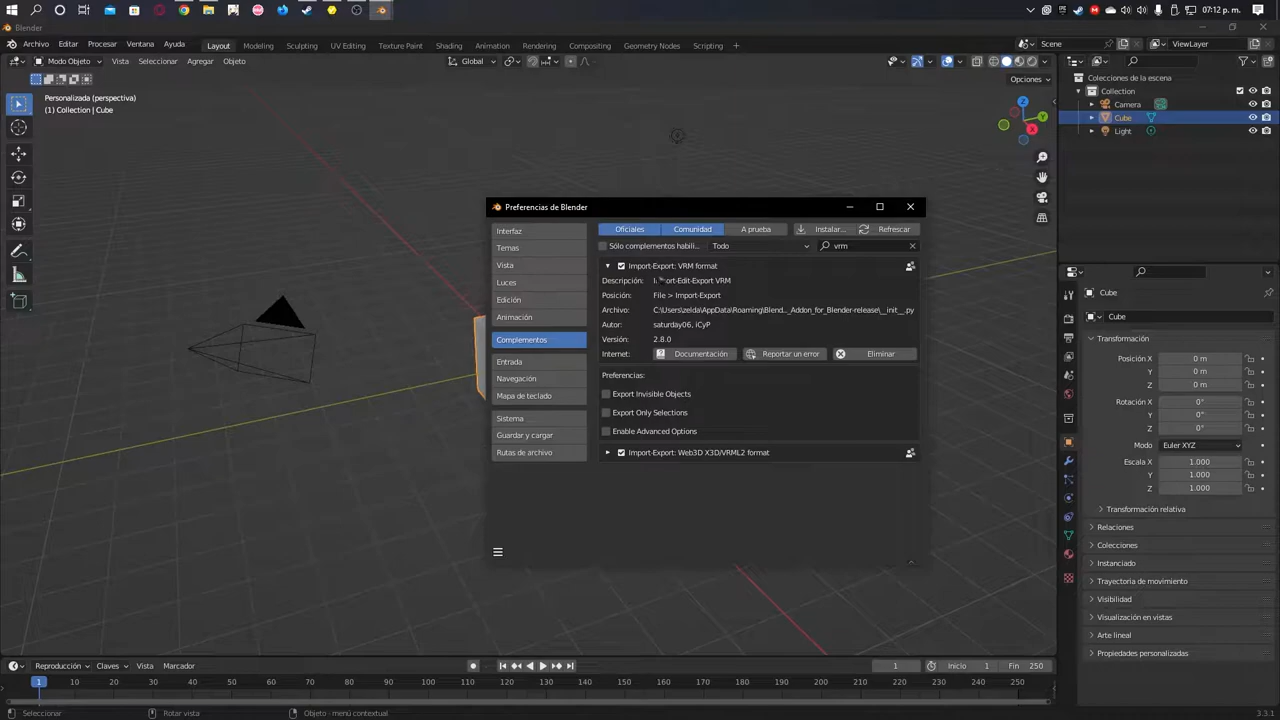 07:12 p. m.
Blender
Archivo Editar Procesar Ventana Ayuda Layout Modeling Sculpting UV Editing Texture Paint Shading Animation Rendering Compositing Geometry Nodes Scripting + Scene ViewLayer
Modo Objeto Vista Seleccionar Agregar Objeto Global
Opciones
Personalizada (perspectiva)
(1) Collection | Cube
Z
Y
X
Colecciones de la escena
Collection
Camera
Cube
Light
Preferencias de Blender
Interfaz
Temas
Vista
Luces
Edición
Animación
Complementos
Entrada
Navegación
Mapa de teclado
Sistema
Guardar y cargar
Rutas de archivo
Oficiales Comunidad A prueba Instalar... Refrescar
Sólo complementos habili... Todo vrm
Import-Export: VRM format
Descripción: Import-Edit-Export VRM
Posición: File > Import-Export
Archivo: C:\Users\zelda\AppData\Roaming\Blend..._Addon_for_Blender-release\__init__.py
Autor: saturday06, iCyP
Versión: 2.8.0
Internet: Documentación Reportar un error Eliminar
Preferencias:
Export Invisible Objects
Export Only Selections
Enable Advanced Options
Import-Export: Web3D X3D/VRML2 format
Cube
Cube
Transformación
Posición X 0 m
Y 0 m
Z 0 m
Rotación X 0°
Y 0°
Z 0°
Modo Euler XYZ
Escala X 1.000
Y 1.000
Z 1.000
Transformación relativa
Relaciones
Colecciones
Instanciado
Trayectoria de movimiento
Visibilidad
Visualización en vistas
Arte lineal
Propiedades personalizadas
Reproducción Claves Vista Marcador 1 Inicio 1 Fin 250
1 10 20 30 40 50 60 70 80 90 100 110 120 130 140 150 160 170 180 190 200 210 220 230 240 250
Seleccionar Rotar vista Objeto - menú contextual 3.3.1